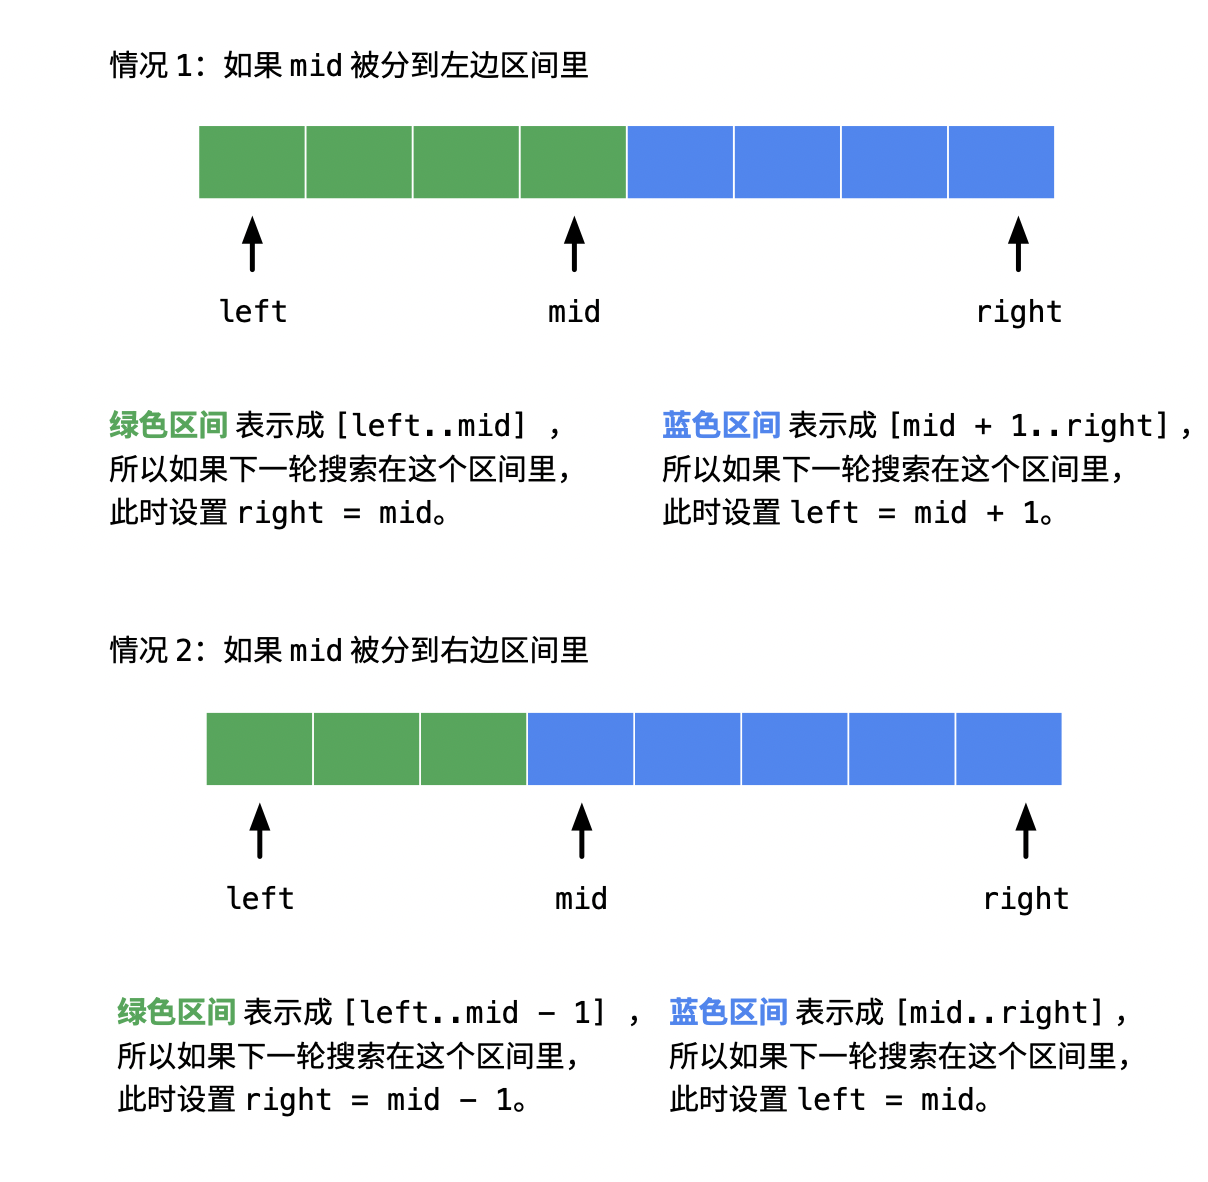 情况 1：如果 mid 被分到左边区间里
left mid right
绿色区间 表示成 [left..mid] ，
所以如果下一轮搜索在这个区间里，
此时设置 right = mid。
蓝色区间 表示成 [mid + 1..right] ，
所以如果下一轮搜索在这个区间里，
此时设置 left = mid + 1。
情况 2：如果 mid 被分到右边区间里
left mid right
绿色区间 表示成 [left..mid - 1] ，
所以如果下一轮搜索在这个区间里，
此时设置 right = mid - 1。
蓝色区间 表示成 [mid..right] ，
所以如果下一轮搜索在这个区间里，
此时设置 left = mid。